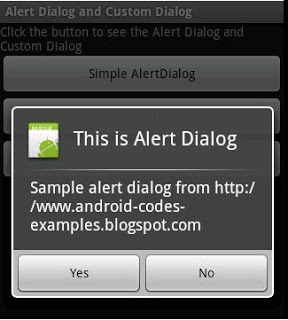 Alert Dialog and Custom Dialog
Click the button to see the Alert Dialog and
Custom Dialog
Simple AlertDialog
This is Alert Dialog
Sample alert dialog from http:/
/www.android-codes-
examples.blogspot.com
Yes
No